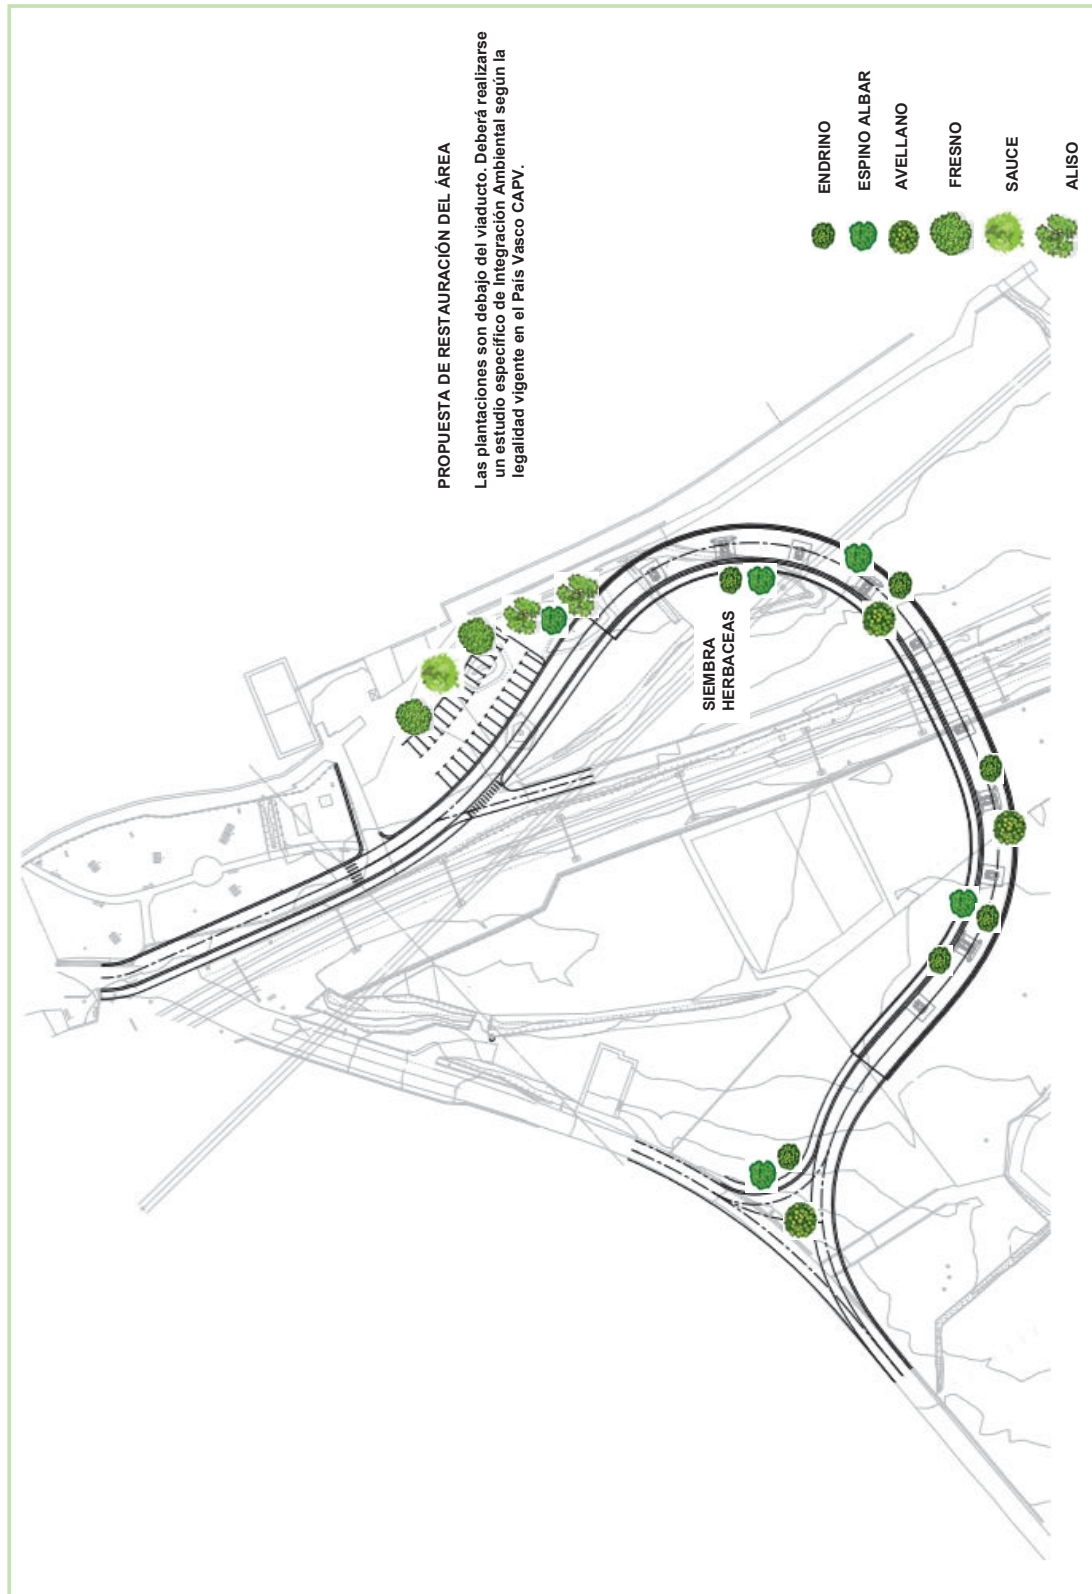 PROPUESTA DE RESTAURACIÓN DEL ÁREA
Las plantaciones son debajo del viaducto. Deberá realizarse
un estudio específico de Integración Ambiental según la
legalidad vigente en el País Vasco CAPV.
SIEMBRA
HERBACEAS
ENDRINO
ESPINO ALBAR
AVELLANO
FRESNO
SAUCE
ALISO